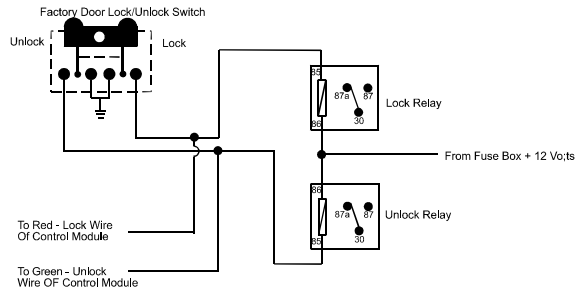 Factory Door Lock/Unlock Switch
Unlock
Lock
85
87a
87
30
86
Lock Relay
From Fuse Box + 12 Vo;ts
86
87a
87
30
85
Unlock Relay
To Red - Lock Wire
Of Control Module
To Green - Unlock
Wire OF Control Module